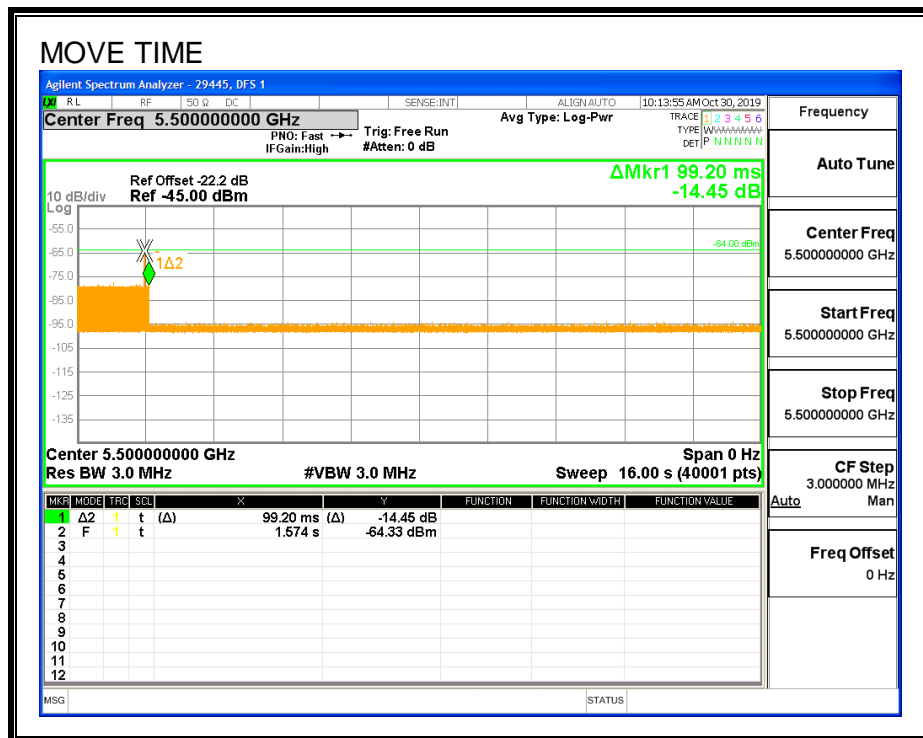 MOVE TIME
Agilent Spectrum Analyzer - 29445, DFS 1
LXI RL RF 50 Ω DC SENSE:INT ALIGN AUTO 10:13:55 AM Oct 30, 2019
Center Freq 5.500000000 GHz
PNO: Fast
IFGain:High
Trig: Free Run
#Atten: 0 dB
Avg Type: Log-Pwr
TRACE 1 2 3 4 5 6
TYPE WWWWWW
DET P N N N N N
ΔMkr1 99.20 ms
-14.45 dB
Ref Offset -22.2 dB
10 dB/div Ref -45.00 dBm
Log
-55.0
-64.00 dBm
-65.0
1Δ2
-75.0
-85.0
-95.0
-105
-115
-125
-135
Center 5.500000000 GHz Span 0 Hz
Res BW 3.0 MHz #VBW 3.0 MHz Sweep 16.00 s (40001 pts)
MKR MODE TRC SCL X Y FUNCTION FUNCTION WIDTH FUNCTION VALUE
1 Δ2 1 t (Δ) 99.20 ms (Δ) -14.45 dB
2 F 1 t 1.574 s -64.33 dBm
3
4
5
6
7
8
9
10
11
12
MSG STATUS
Frequency
Auto Tune
Center Freq
5.500000000 GHz
Start Freq
5.500000000 GHz
Stop Freq
5.500000000 GHz
CF Step
3.000000 MHz
Auto Man
Freq Offset
0 Hz